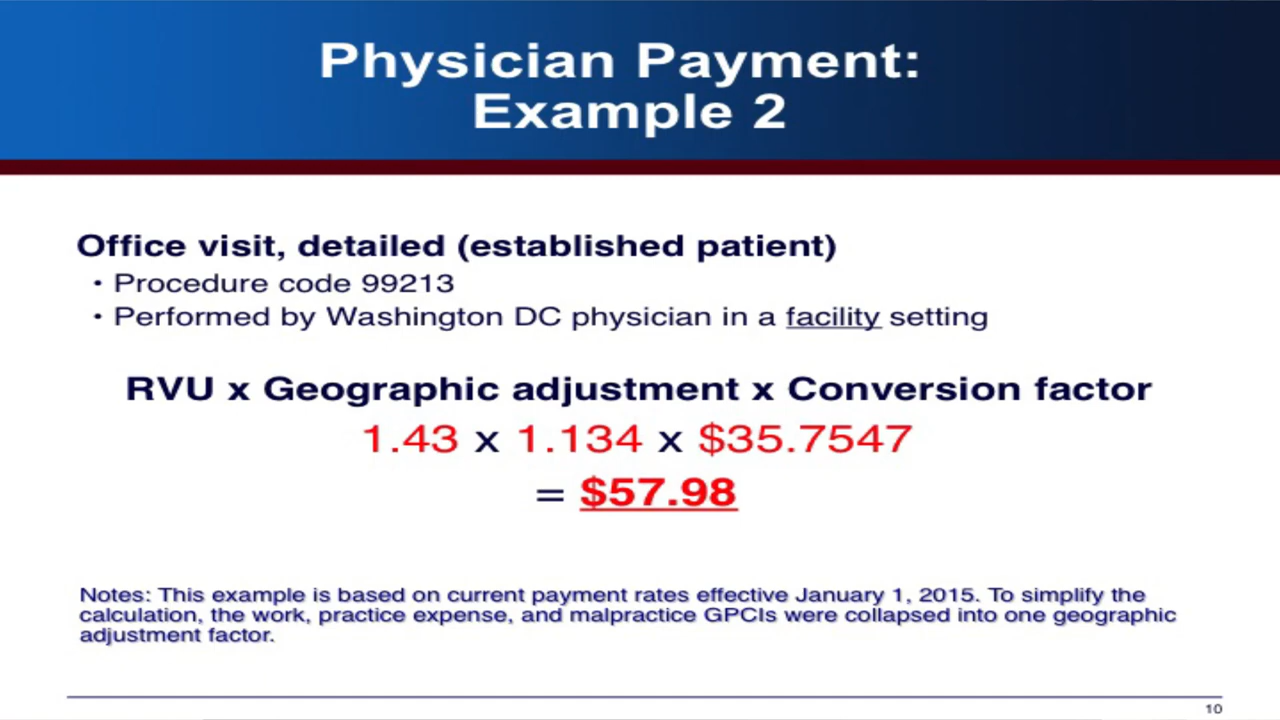 Physician Payment:
Example 2
Office visit, detailed (established patient)
• Procedure code 99213
• Performed by Washington DC physician in a facility setting
RVU x Geographic adjustment x Conversion factor
1.43 x 1.134 x $35.7547
= $57.98
Notes: This example is based on current payment rates effective January 1, 2015. To simplify the
calculation, the work, practice expense, and malpractice GPCIs were collapsed into one geographic
adjustment factor.
10